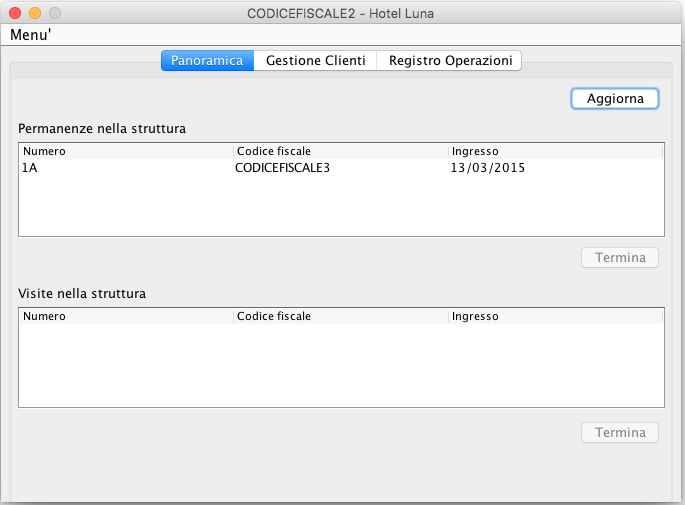 CODICEFISCALE2 - Hotel Luna
Menu'
Panoramica Gestione Clienti Registro Operazioni
Aggiorna
Permanenze nella struttura
Numero Codice fiscale Ingresso
1A CODICEFISCALE3 13/03/2015
Termina
Visite nella struttura
Numero Codice fiscale Ingresso
Termina